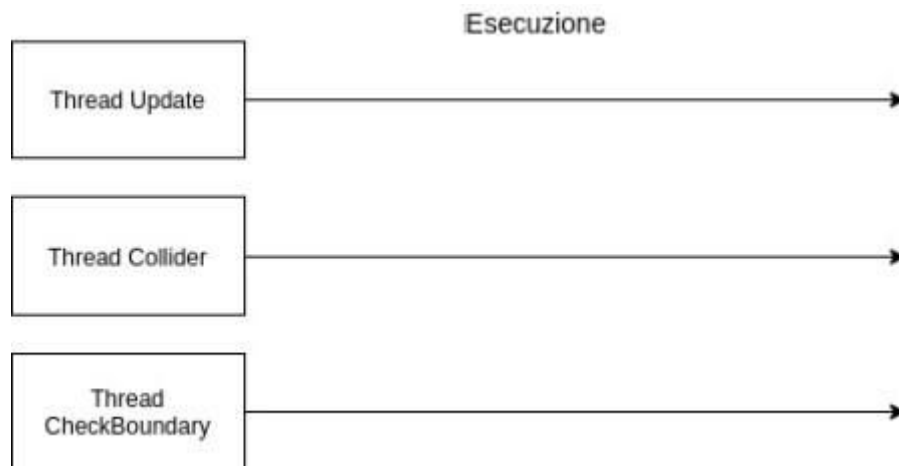 Esecuzione
Thread Update
Thread Collider
Thread
CheckBoundary